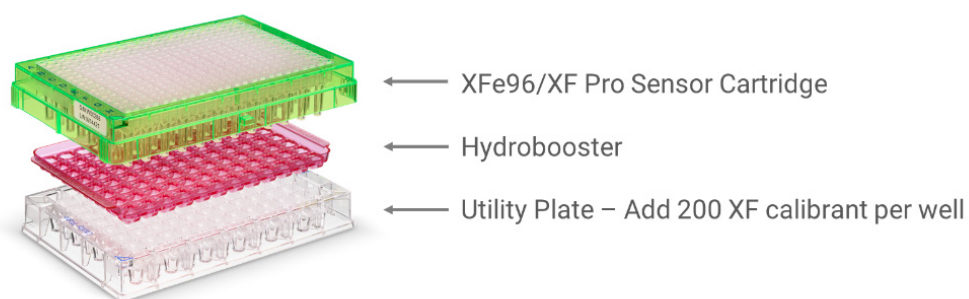 XFe96/XF Pro Sensor Cartridge
Hydrobooster
Utility Plate – Add 200 XF calibrant per well